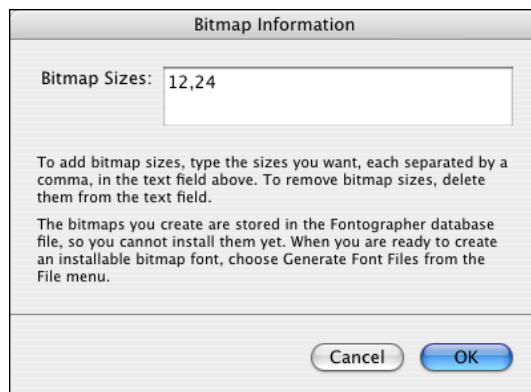 Bitmap Information
Bitmap Sizes: 12,24
To add bitmap sizes, type the sizes you want, each separated by a
comma, in the text field above. To remove bitmap sizes, delete
them from the text field.
The bitmaps you create are stored in the Fontographer database
file, so you cannot install them yet. When you are ready to create
an installable bitmap font, choose Generate Font Files from the
File menu.
Cancel OK